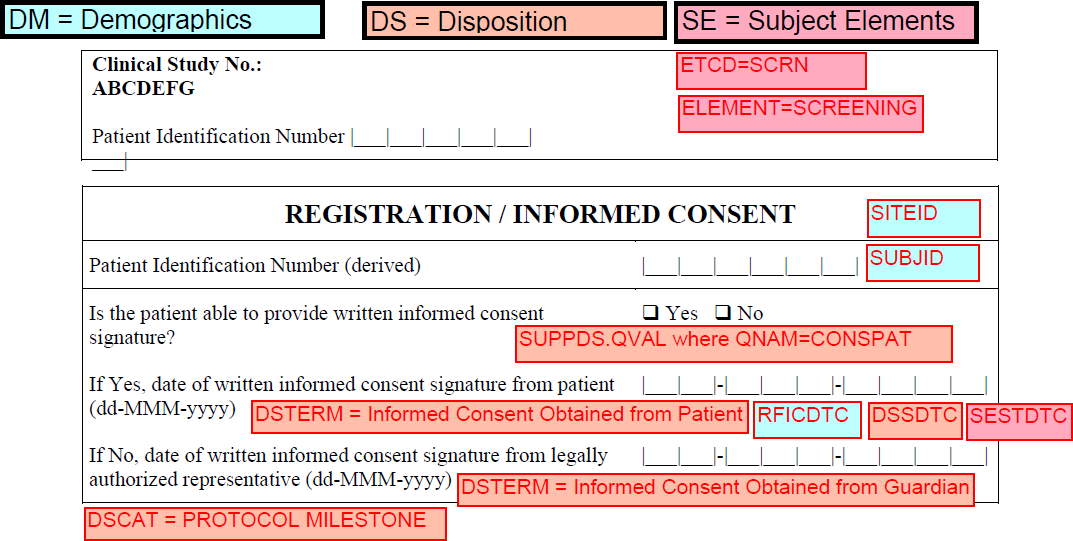 DM = Demographics
DS = Disposition
SE = Subject Elements
Clinical Study No.:
ABCDEFG
ETCD=SCRN
ELEMENT=SCREENING
Patient Identification Number |___|___|___|___|___|
___|
REGISTRATION / INFORMED CONSENT
SITEID
Patient Identification Number (derived) |___|___|___|___|___|___|
SUBJID
Is the patient able to provide written informed consent
signature?
❑ Yes ❑ No
SUPPDS.QVAL where QNAM=CONSPAT
If Yes, date of written informed consent signature from patient
(dd-MMM-yyyy)
|___|___|-|___|___|___|-|___|___|___|___|
DSTERM = Informed Consent Obtained from Patient
RFICDTC
DSSDTC
SESTDTC
If No, date of written informed consent signature from legally
authorized representative (dd-MMM-yyyy)
|___|___|-|___|___|___|-|___|___|___|___|
DSTERM = Informed Consent Obtained from Guardian
DSCAT = PROTOCOL MILESTONE